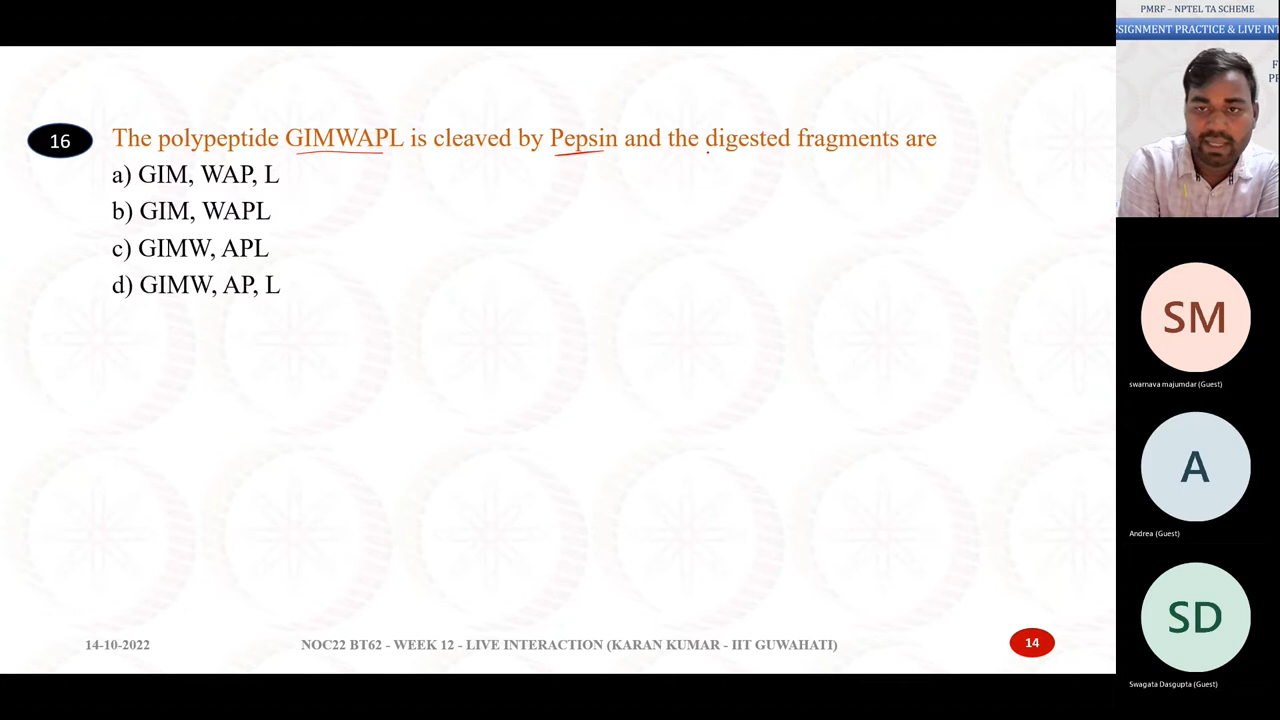 PMRF – NPTEL TA SCHEME
SSIGNMENT PRACTICE & LIVE INT
F
PR
16
The polypeptide GIMWAPL is cleaved by Pepsin and the digested fragments are
a) GIM, WAP, L
b) GIM, WAPL
c) GIMW, APL
d) GIMW, AP, L
SM
swarnava majumdar (Guest)
A
Andrea (Guest)
SD
Swagata Dasgupta (Guest)
14-10-2022
NOC22 BT62 - WEEK 12 - LIVE INTERACTION (KARAN KUMAR - IIT GUWAHATI)
14